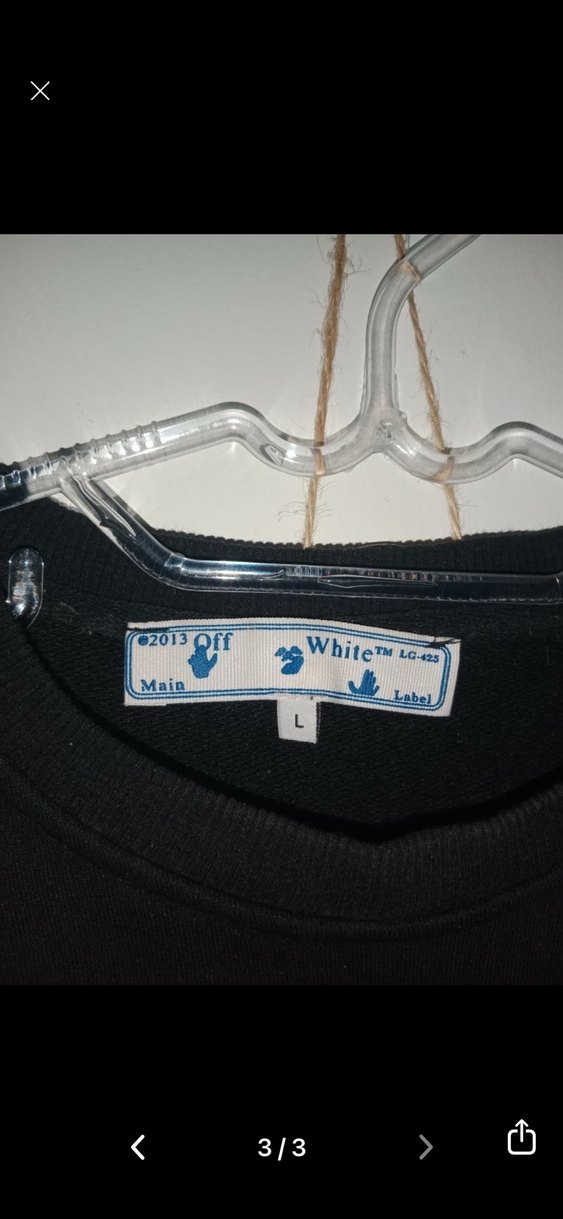 ©2013 Off White™ LG-425
Main Label
L
3/3